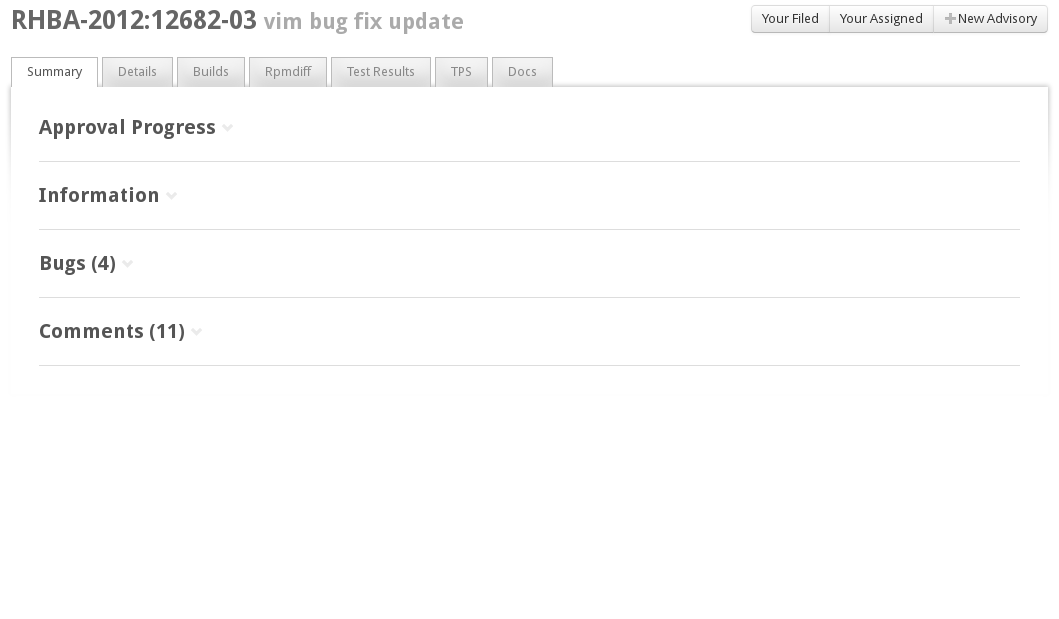 RHBA-2012:12682-03 vim bug fix update
Your Filed Your Assigned New Advisory
Summary Details Builds Rpmdiff Test Results TPS Docs
Approval Progress
Information
Bugs (4)
Comments (11)